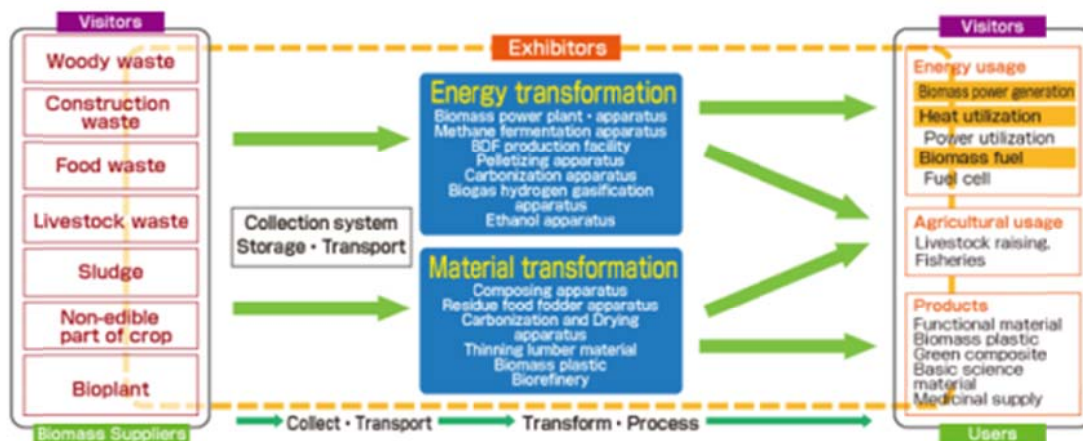 Visitors
Woody waste
Construction
waste
Food waste
Livestock waste
Sludge
Non-edible
part of crop
Bioplant
Biomass Suppliers
Exhibitors
Collection system
Storage・Transport
Energy transformation
Biomass power plant・apparatus
Methane fermentation apparatus
BDF production facility
Pelletizing apparatus
Carbonization apparatus
Biogas hydrogen gasification
apparatus
Ethanol apparatus
Material transformation
Composing apparatus
Residue food fodder apparatus
Carbonization and Drying
apparatus
Thinning lumber material
Biomass plastic
Biorefinery
Collect・Transport
Transform・Process
Visitors
Energy usage
Biomass power generation
Heat utilization
Power utilization
Biomass fuel
Fuel cell
Agricultural usage
Livestock raising,
Fisheries
Products
Functional material
Biomass plastic
Green composite
Basic science
material
Medicinal supply
Users